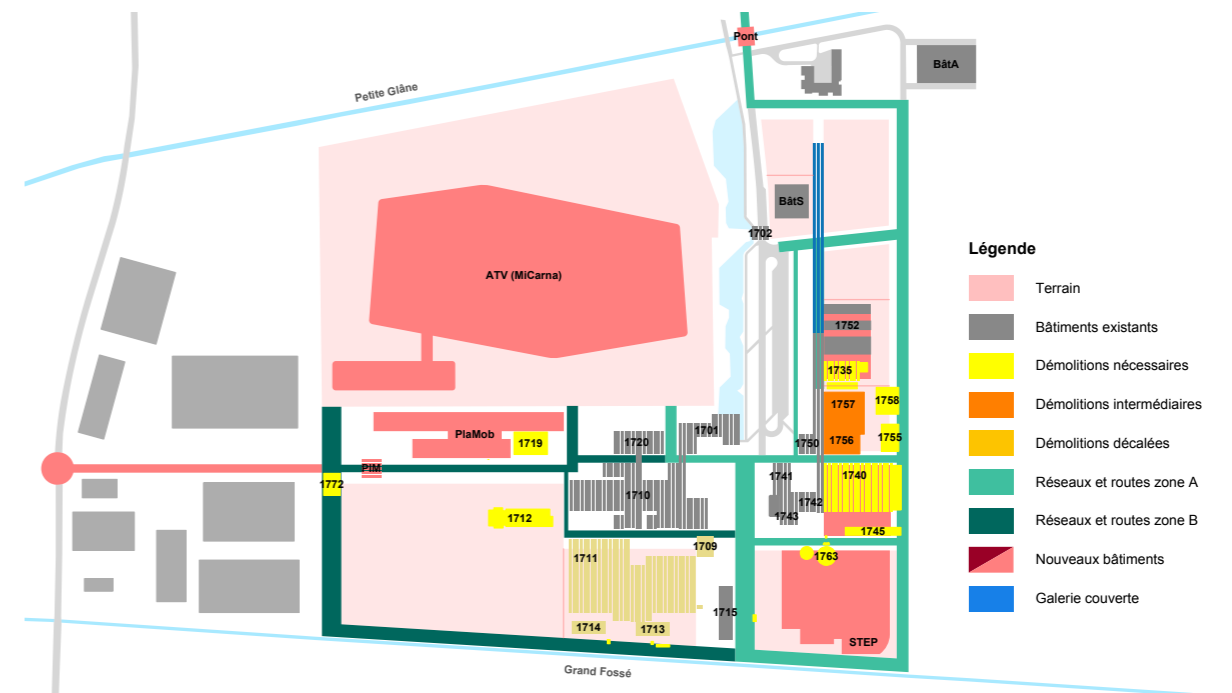 Pont
BâtA
Petite Glâne
BâtS
1702
Légende
ATV (MiCarna)
Terrain
1752
Bâtiments existants
1735
Démolitions nécessaires
1757
1758
Démolitions intermédiaires
PlaMob
1719
1720
1701
1750
1756
1755
Démolitions décalées
PIM
1772
1710
1741
1740
Réseaux et routes zone A
1742
1712
1743
Réseaux et routes zone B
1745
1709
1711
1763
Nouveaux bâtiments
1715
Galerie couverte
1714
1713
STEP
Grand Fossé